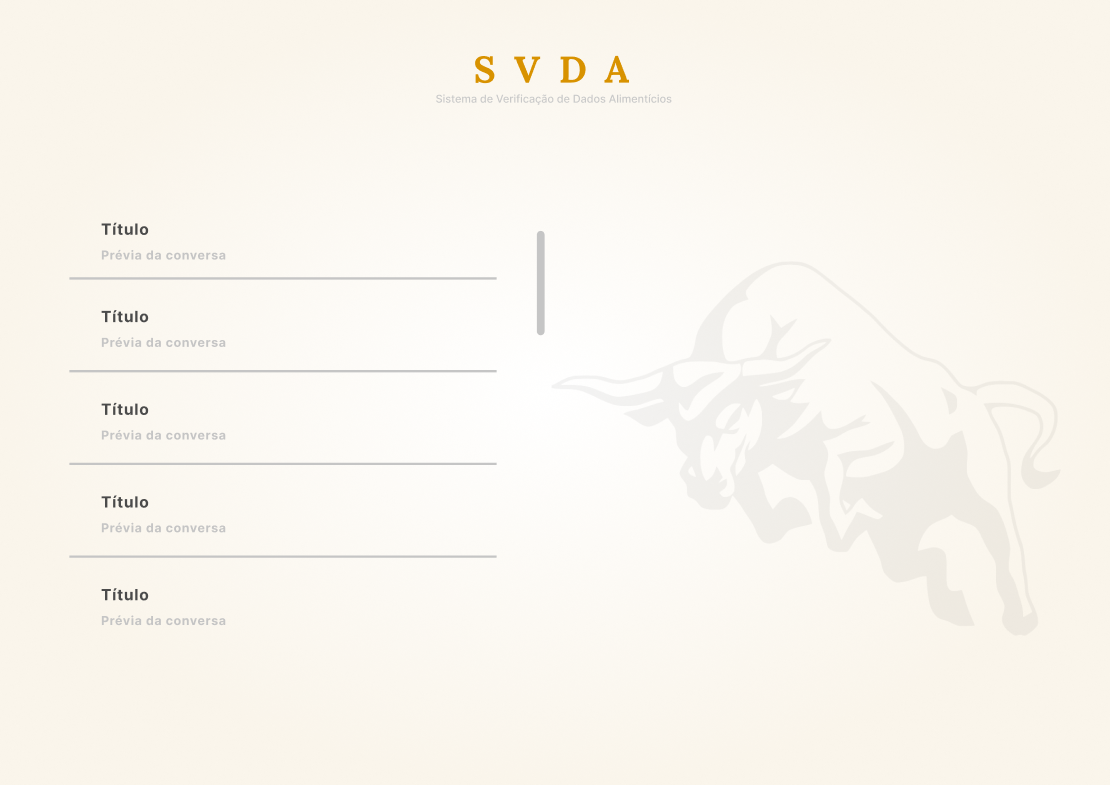 S V D A
Sistema de Verificação de Dados Alimentícios
Título
Prévia da conversa
Título
Prévia da conversa
Título
Prévia da conversa
Título
Prévia da conversa
Título
Prévia da conversa